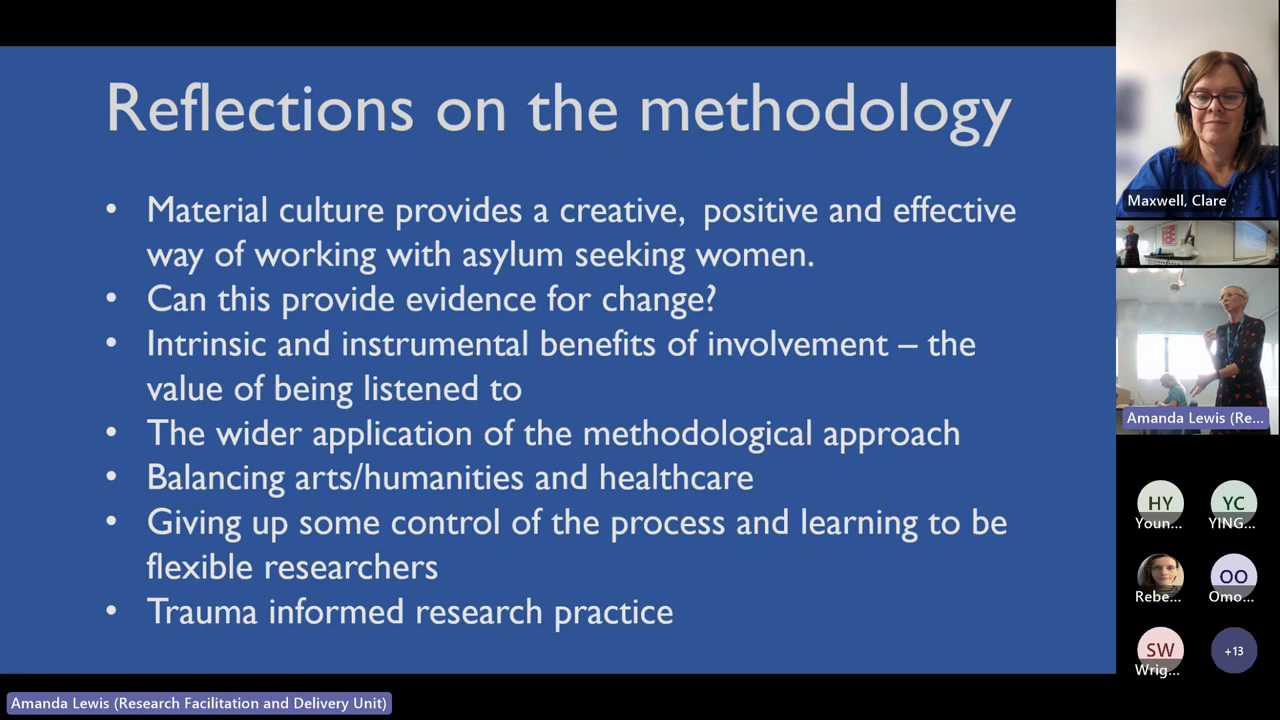 Reflections on the methodology
• Material culture provides a creative,  positive and effective
way of working with asylum seeking women.
• Can this provide evidence for change?
• Intrinsic and instrumental benefits of involvement – the
value of being listened to
• The wider application of the methodological approach
• Balancing arts/humanities and healthcare
• Giving up some control of the process and learning to be
flexible researchers
• Trauma informed research practice
Maxwell, Clare
Amanda Lewis (Re...
HY
YC
Youn...
YING...
OO
Rebe...
Omo...
SW
+13
Wrig...
Amanda Lewis (Research Facilitation and Delivery Unit)